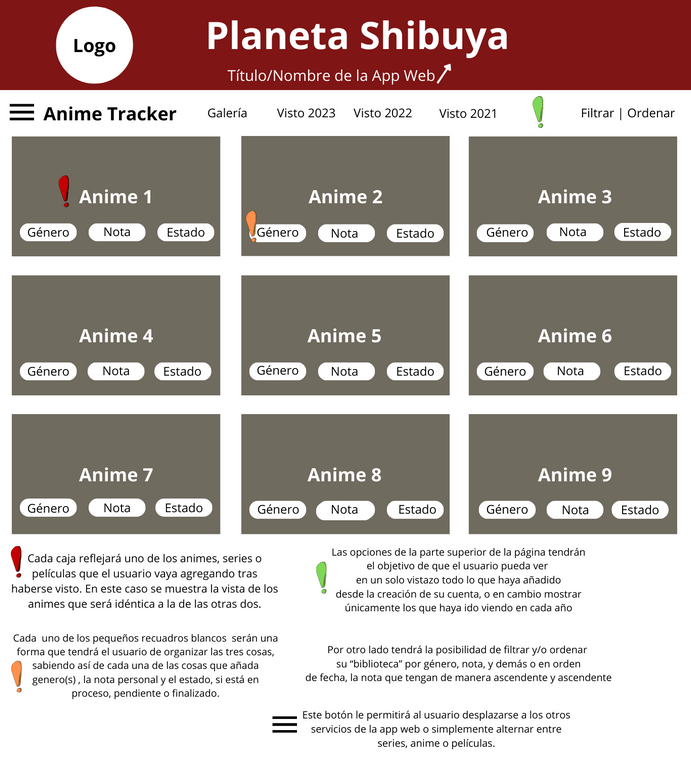 Logo
Planeta Shibuya
Título/Nombre de la App Web
Anime Tracker
Galería
Visto 2023
Visto 2022
Visto 2021
Filtrar | Ordenar
Anime 1
Género
Nota
Estado
Anime 2
Género
Nota
Estado
Anime 3
Género
Nota
Estado
Anime 4
Género
Nota
Estado
Anime 5
Género
Nota
Estado
Anime 6
Género
Nota
Estado
Anime 7
Género
Nota
Estado
Anime 8
Género
Nota
Estado
Anime 9
Género
Nota
Estado
Cada caja reflejará uno de los animes, series o
películas que el usuario vaya agregando tras
haberse visto. En este caso se muestra la vista de los
animes que será idéntica a la de las otras dos.
Las opciones de la parte superior de la página tendrán
el objetivo de que el usuario pueda ver
en un solo vistazo todo lo que haya añadido
desde la creación de su cuenta, o en cambio mostrar
únicamente los que haya ido viendo en cada año
Cada uno de los pequeños recuadros blancos serán una
forma que tendrá el usuario de organizar las tres cosas,
sabiendo así de cada una de las cosas que añada
genero(s) , la nota personal y el estado, si está en
proceso, pendiente o finalizado.
Por otro lado tendrá la posibilidad de filtrar y/o ordenar
su “biblioteca” por género, nota, y demás o en orden
de fecha, la nota que tengan de manera ascendente y ascendente
Este botón le permitirá al usuario desplazarse a los otros
servicios de la app web o simplemente alternar entre
series, anime o películas.